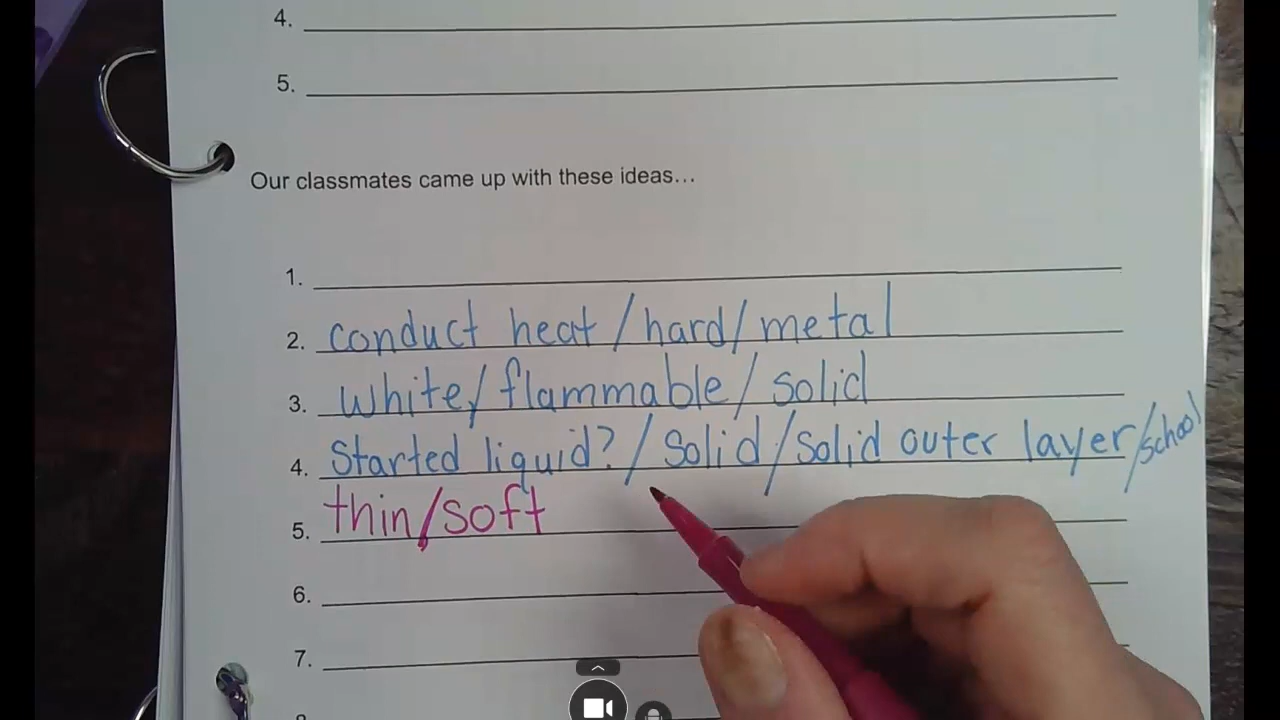 4.
5.
Our classmates came up with these ideas...
1.
2. conduct heat / hard / metal
3. white / flammable / solid
4. Started liquid? / Solid / Solid outer layer / school
5. thin / soft
6.
7.